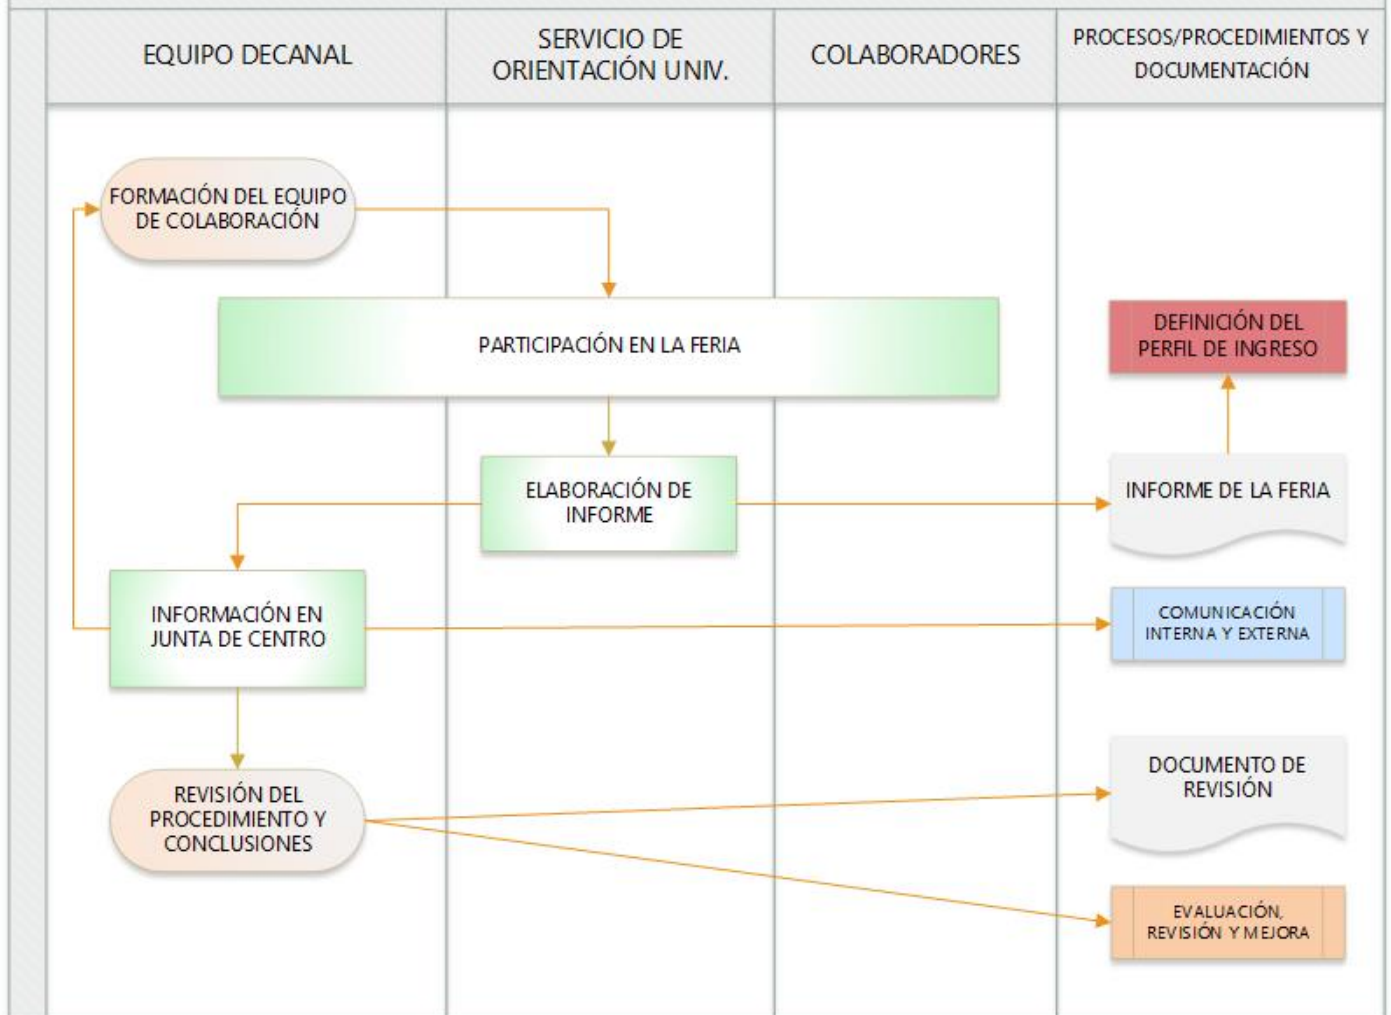 EQUIPO DECANAL
SERVICIO DE
ORIENTACIÓN UNIV.
COLABORADORES
PROCESOS/PROCEDIMIENTOS Y
DOCUMENTACIÓN
FORMACIÓN DEL EQUIPO
DE COLABORACIÓN
PARTICIPACIÓN EN LA FERIA
DEFINICIÓN DEL
PERFIL DE INGRESO
ELABORACIÓN DE
INFORME
INFORME DE LA FERIA
INFORMACIÓN EN
JUNTA DE CENTRO
COMUNICACIÓN
INTERNA Y EXTERNA
REVISIÓN DEL
PROCEDIMIENTO Y
CONCLUSIONES
DOCUMENTO DE
REVISIÓN
EVALUACIÓN,
REVISIÓN Y MEJORA